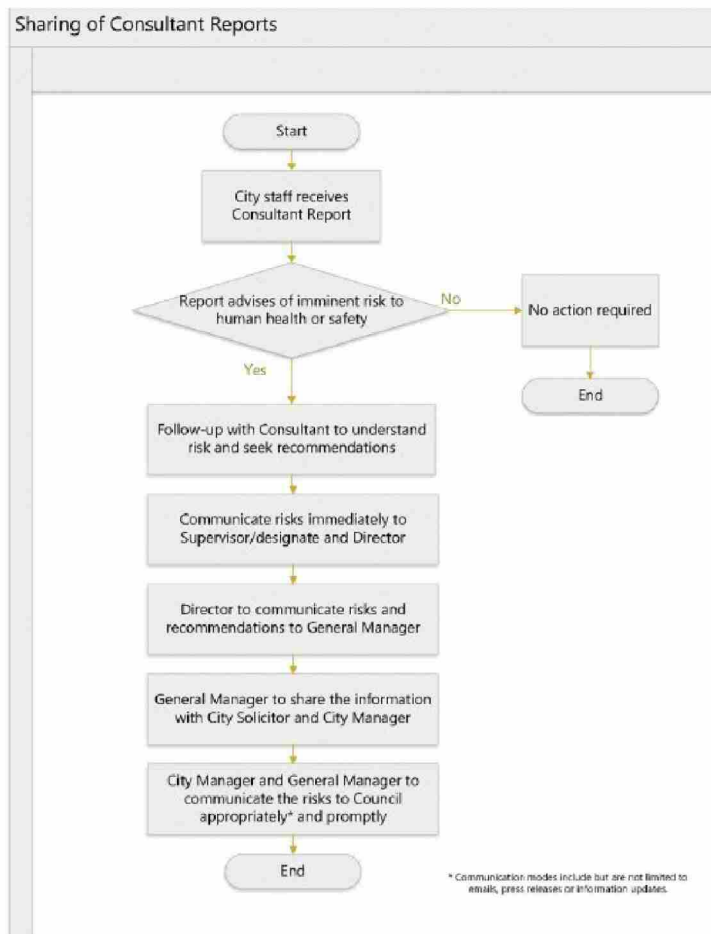 Sharing of Consultant Reports
Start
City staff receives
Consultant Report
Report advises of imminent risk to
human health or safety
No
No action required
End
Yes
Follow-up with Consultant to understand
risk and seek recommendations
Communicate risks immediately to
Supervisor/designate and Director
Director to communicate risks and
recommendations to General Manager
General Manager to share the information
with City Solicitor and City Manager
City Manager and General Manager to
communicate the risks to Council
appropriately* and promptly
End
* Communication modes include but are not limited to
emails, press releases or information updates.